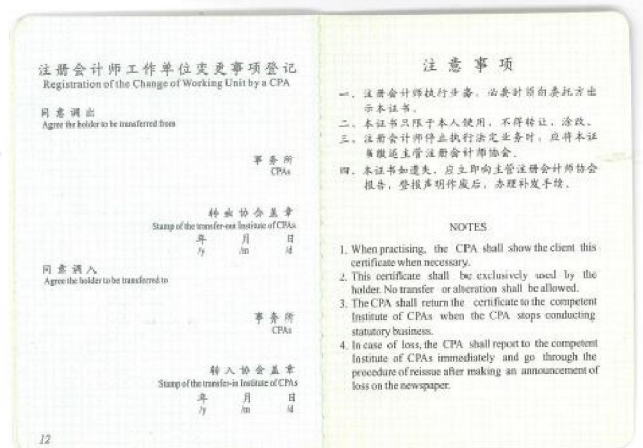 注册会计师工作单位变更事项登记
Registration of the Change of Working Unit by a CPA
同意调出
Agree the holder to be transferred from
事务所
CPAs
转出协会盖章
Stamp of the transfer-out Institute of CPAs
年 月 日
/y /m /d
同意调入
Agree the holder to be transferred to
事务所
CPAs
转入协会盖章
Stamp of the transfer-in Institute of CPAs
年 月 日
/y /m /d
12
注意事项
一、注册会计师执行业务，必要时须向委托方出
示本证书。
二、本证书只限于本人使用，不得转让、涂改。
三、注册会计师停止执行法定业务时，应将本证
书缴还主管注册会计师协会。
四、本证书如遗失，应立即向主管注册会计师协会
报告，登报声明作废后，办理补发手续。
NOTES
1. When practising, the CPA shall show the client this
certificate when necessary.
2. This certificate shall be exclusively used by the
holder. No transfer or alteration shall be allowed.
3. The CPA shall return the certificate to the competent
Institute of CPAs when the CPA stops conducting
statutory business.
4. In case of loss, the CPA shall report to the competent
Institute of CPAs immediately and go through the
procedure of reissue after making an announcement of
loss on the newspaper.